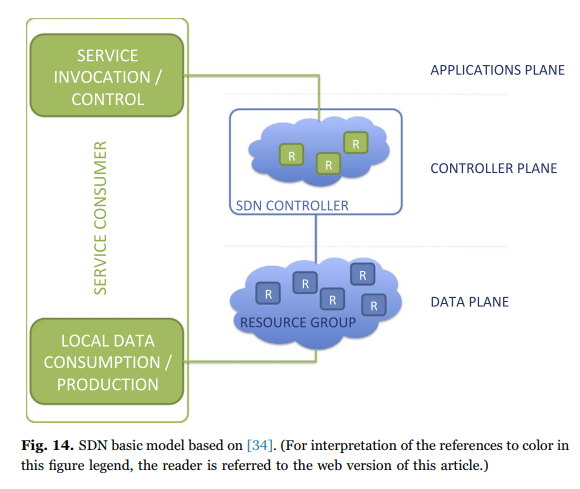 SERVICE
INVOCATION /
CONTROL
APPLICATIONS PLANE
R
R
R
SDN CONTROLLER
CONTROLLER PLANE
SERVICE CONSUMER
R
R
R
R
R
RESOURCE GROUP
DATA PLANE
LOCAL DATA
CONSUMPTION /
PRODUCTION
Fig. 14. SDN basic model based on [34]. (For interpretation of the references to color in
this figure legend, the reader is referred to the web version of this article.)